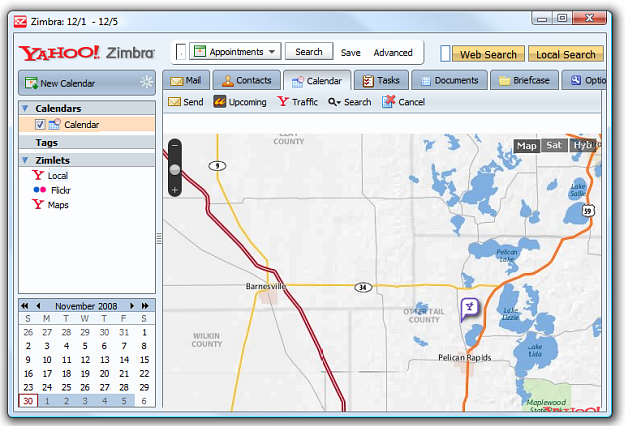 Zimbra: 12/1 - 12/5
YAHOO! Zimbra
Appointments Search Save Advanced Web Search Local Search
New Calendar
Mail Contacts Calendar Tasks Documents Briefcase Optio
Send Upcoming Traffic Search Cancel
Calendars
Calendar
Tags
Zimlets
Local
Flickr
Maps
November 2008
S M T W T F S
26 27 28 29 30 31 1
2 3 4 5 6 7 8
9 10 11 12 13 14 15
16 17 18 19 20 21 22
23 24 25 26 27 28 29
30 1 2 3 4 5 6
CLAY
COUNTY
Map Sat Hyb
9
Lake
Sallie
59
Pelican
Lake
Barnesville
34
OTTER TAIL
COUNTY
WILKIN
COUNTY
Lake
Lizzie
Pelican Rapids
Lake
Lida
Maplewood
State
YAHOO!